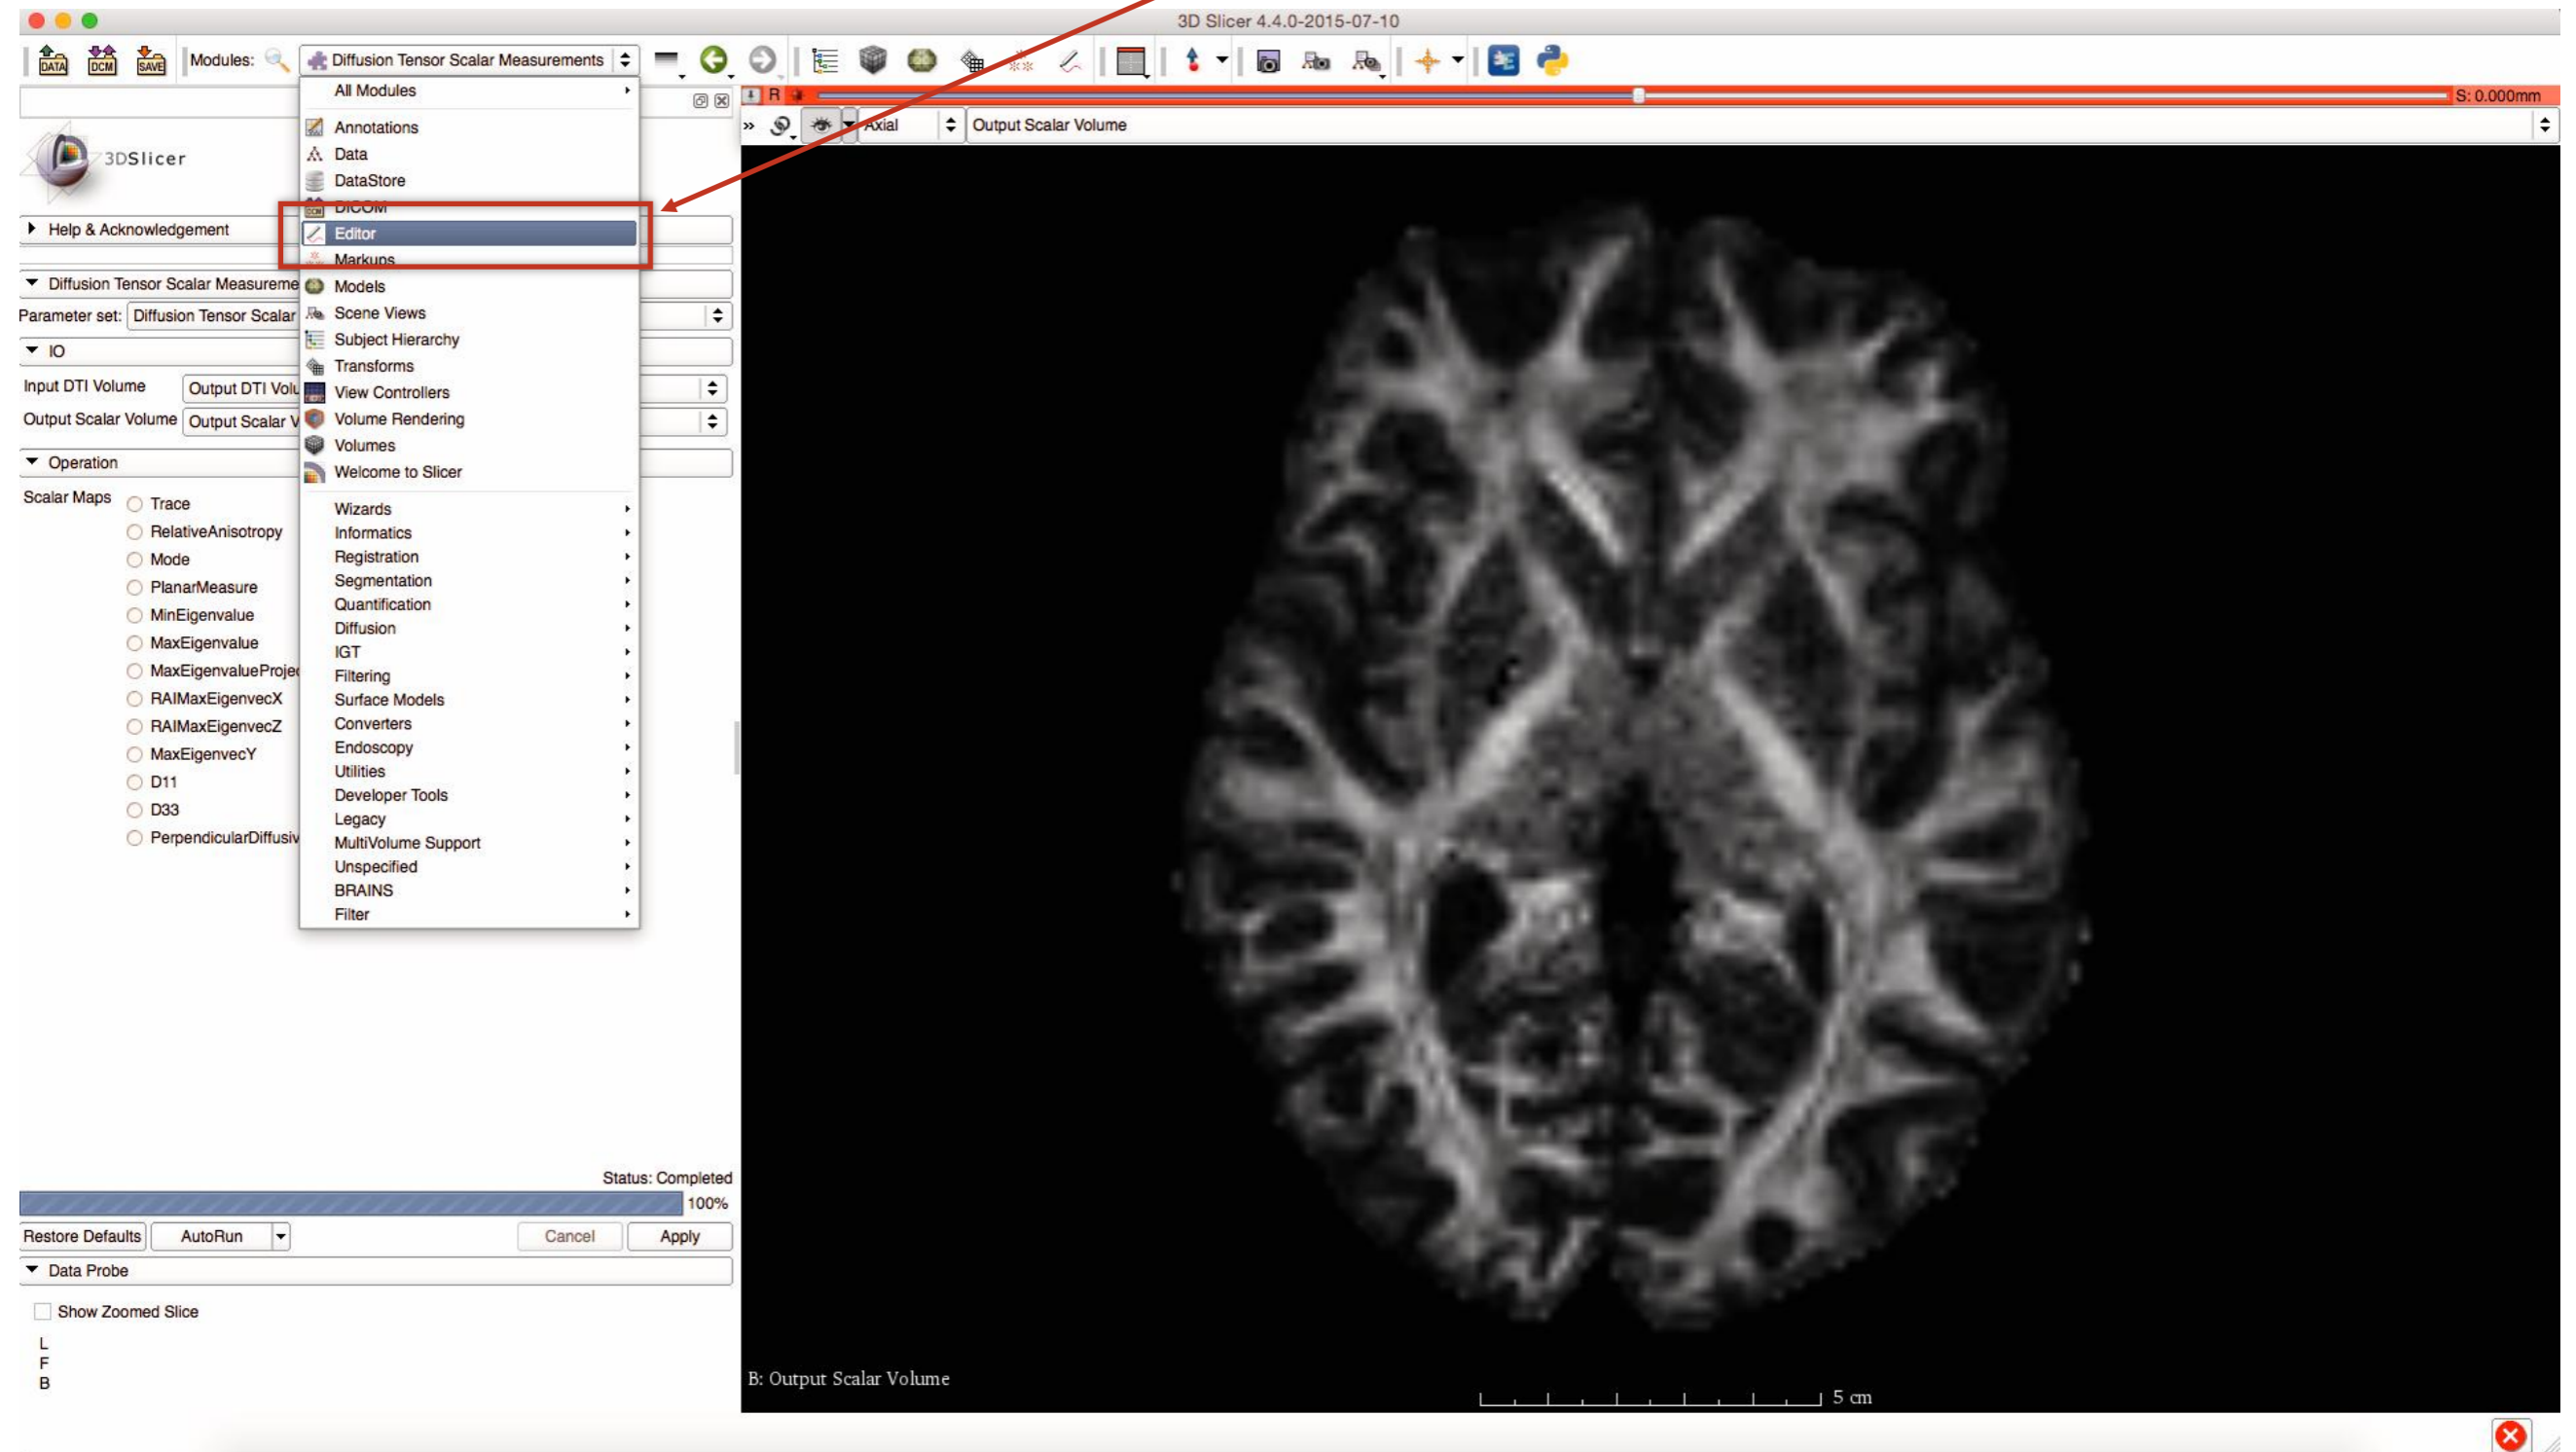 3D Slicer 4.4.0-2015-07-10
DATA
DCM
SAVE
Modules:
Diffusion Tensor Scalar Measurements
All Modules
Annotations
Data
DataStore
DICOM
Editor
Markups
Models
Scene Views
Subject Hierarchy
Transforms
View Controllers
Volume Rendering
Volumes
Welcome to Slicer
Wizards
Informatics
Registration
Segmentation
Quantification
Diffusion
IGT
Filtering
Surface Models
Converters
Endoscopy
Utilities
Developer Tools
Legacy
MultiVolume Support
Unspecified
BRAINS
Filter
3DSlicer
Help & Acknowledgement
Diffusion Tensor Scalar Measureme
Parameter set: Diffusion Tensor Scalar
IO
Input DTI Volume Output DTI Volu
Output Scalar Volume Output Scalar V
Operation
Scalar Maps
Trace
RelativeAnisotropy
Mode
PlanarMeasure
MinEigenvalue
MaxEigenvalue
MaxEigenvalueProjec
RAIMaxEigenvecX
RAIMaxEigenvecZ
MaxEigenvecY
D11
D33
PerpendicularDiffusiv
Status: Completed
100%
Restore Defaults AutoRun Cancel Apply
Data Probe
Show Zoomed Slice
L
F
B
R
S: 0.000mm
» Axial Output Scalar Volume
B: Output Scalar Volume
5 cm